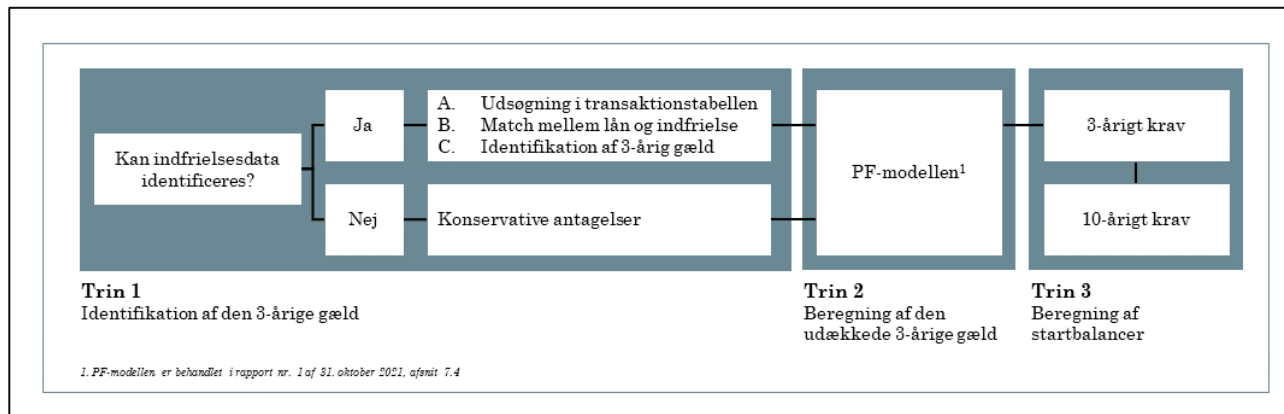 Kan indfrielsesdata
identificeres?
Ja
A. Udsøgning i transaktionstabellen
B. Match mellem lån og indfrielse
C. Identifikation af 3-årig gæld
Nej
Konservative antagelser
PF-modellen¹
3-årigt krav
10-årigt krav
Trin 1
Identifikation af den 3-årige gæld
Trin 2
Beregning af den
udækkede 3-årige gæld
Trin 3
Beregning af
startbalancer
1. PF-modellen er behandlet i rapport nr. 1 af 31. oktober 2021, afsnit 7.4